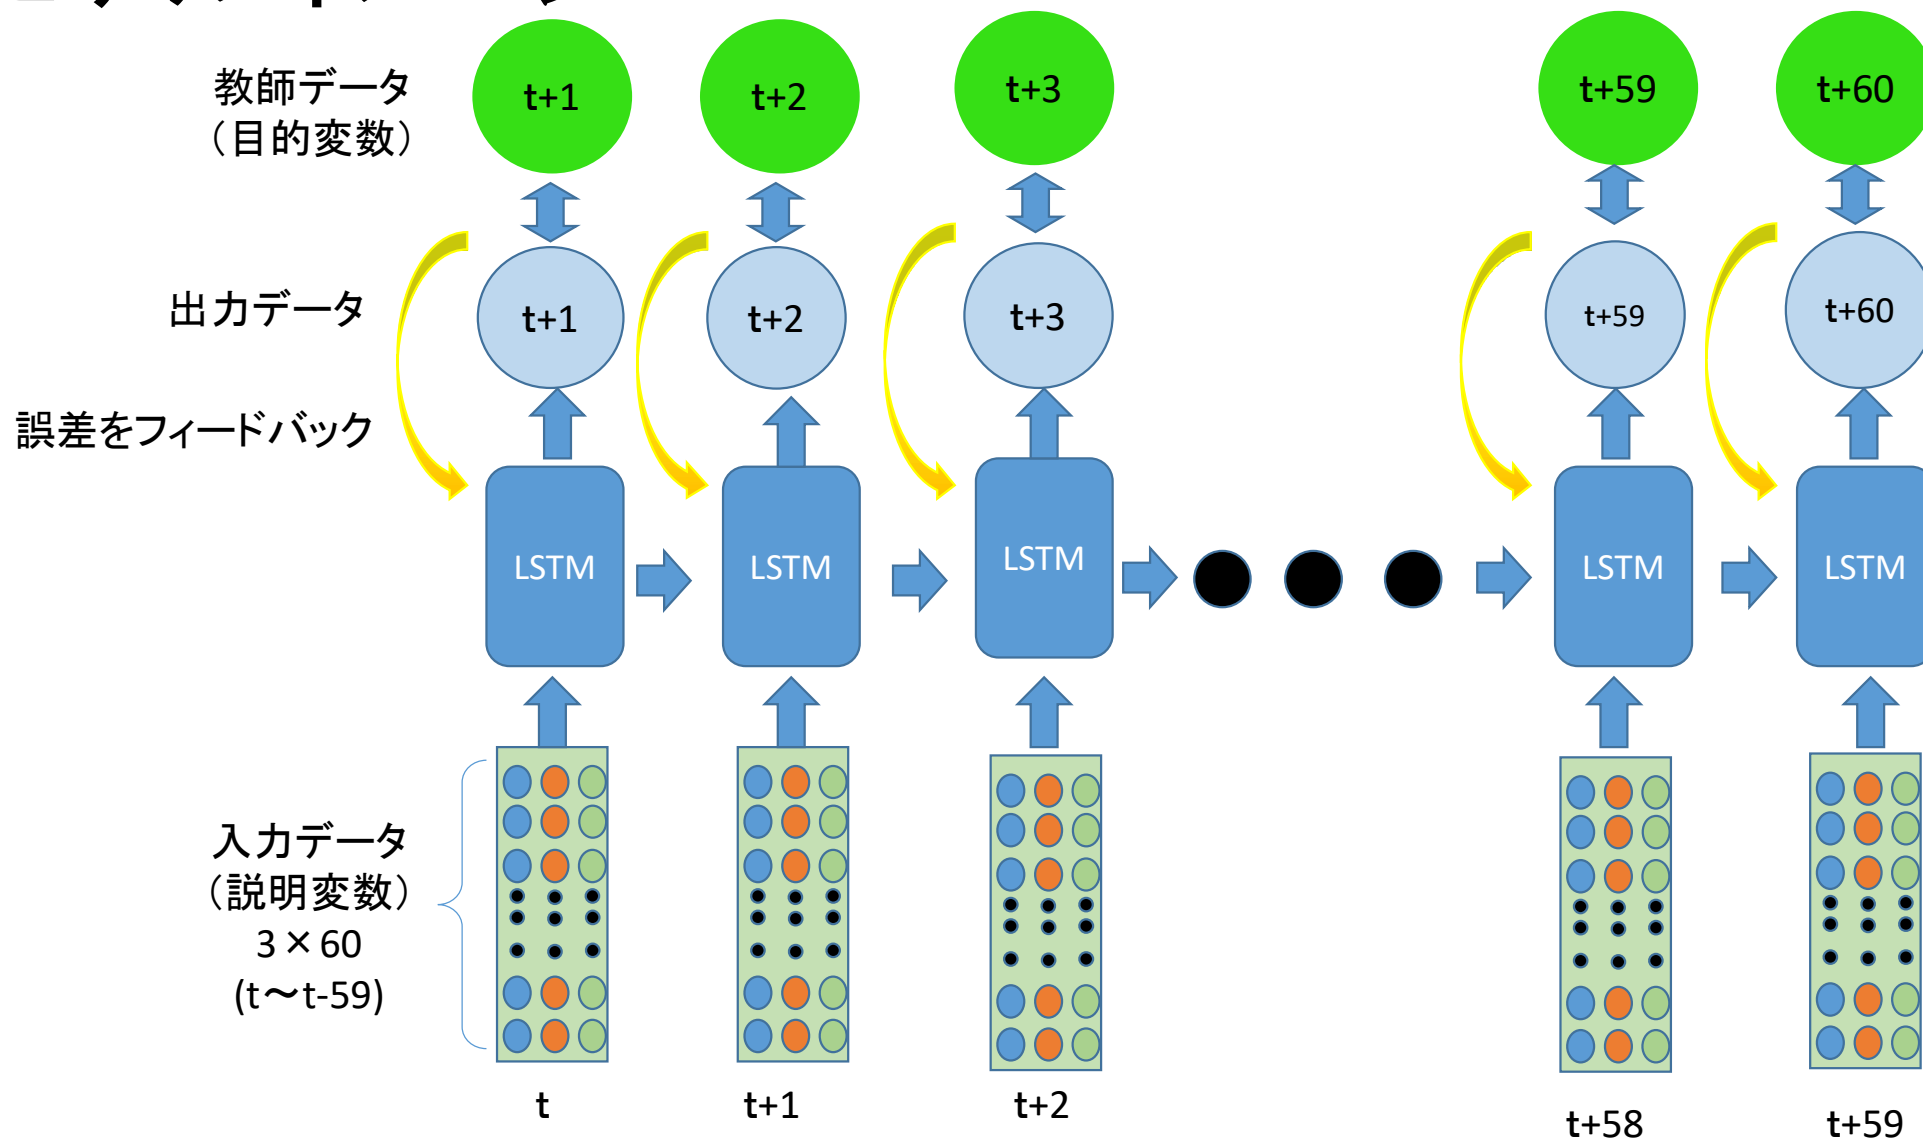 教師データ
（目的変数）
t+1 t+2 t+3 t+59 t+60
出力データ
t+1 t+2 t+3 t+59 t+60
誤差をフィードバック
LSTM LSTM LSTM LSTM LSTM
入力データ
（説明変数）
3×60
(t～t-59)
t t+1 t+2 t+58 t+59